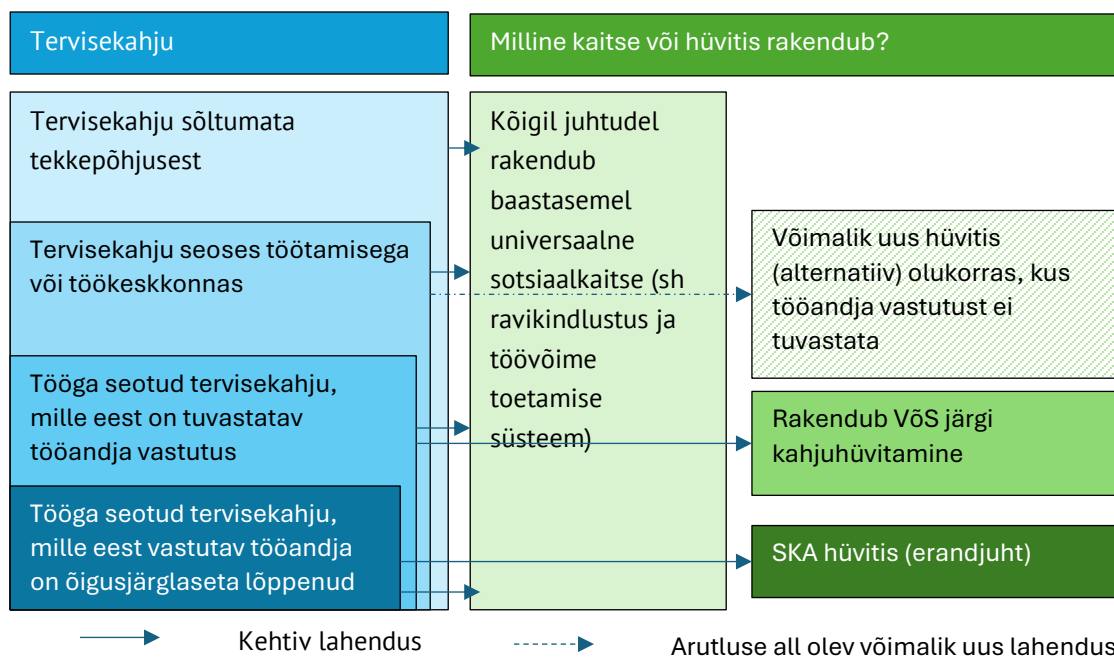 Tervisekahju
Milline kaitse või hüvitis rakendub?
Tervisekahju sõltumata
tekkepõhjusest
Tervisekahju seoses töötamisega
või töökeskkonnas
Tööga seotud tervisekahju,
mille eest on tuvastatav
tööandja vastutus
Tööga seotud tervisekahju,
mille eest vastutav tööandja
on õigusjärglaseta lõppenud
Kõigil juhtudel
rakendub
baastasemel
universaalne
sotsiaalkaitse (sh
ravikindlustus ja
töövõime
toetamise
süsteem)
Võimalik uus hüvitis
(alternatiiv) olukorras, kus
tööandja vastutust ei
tuvastata
Rakendub VõS järgi
kahjuhüvitamine
SKA hüvitis (erandjuht)
Kehtiv lahendus
Arutluse all olev võimalik uus lahendus